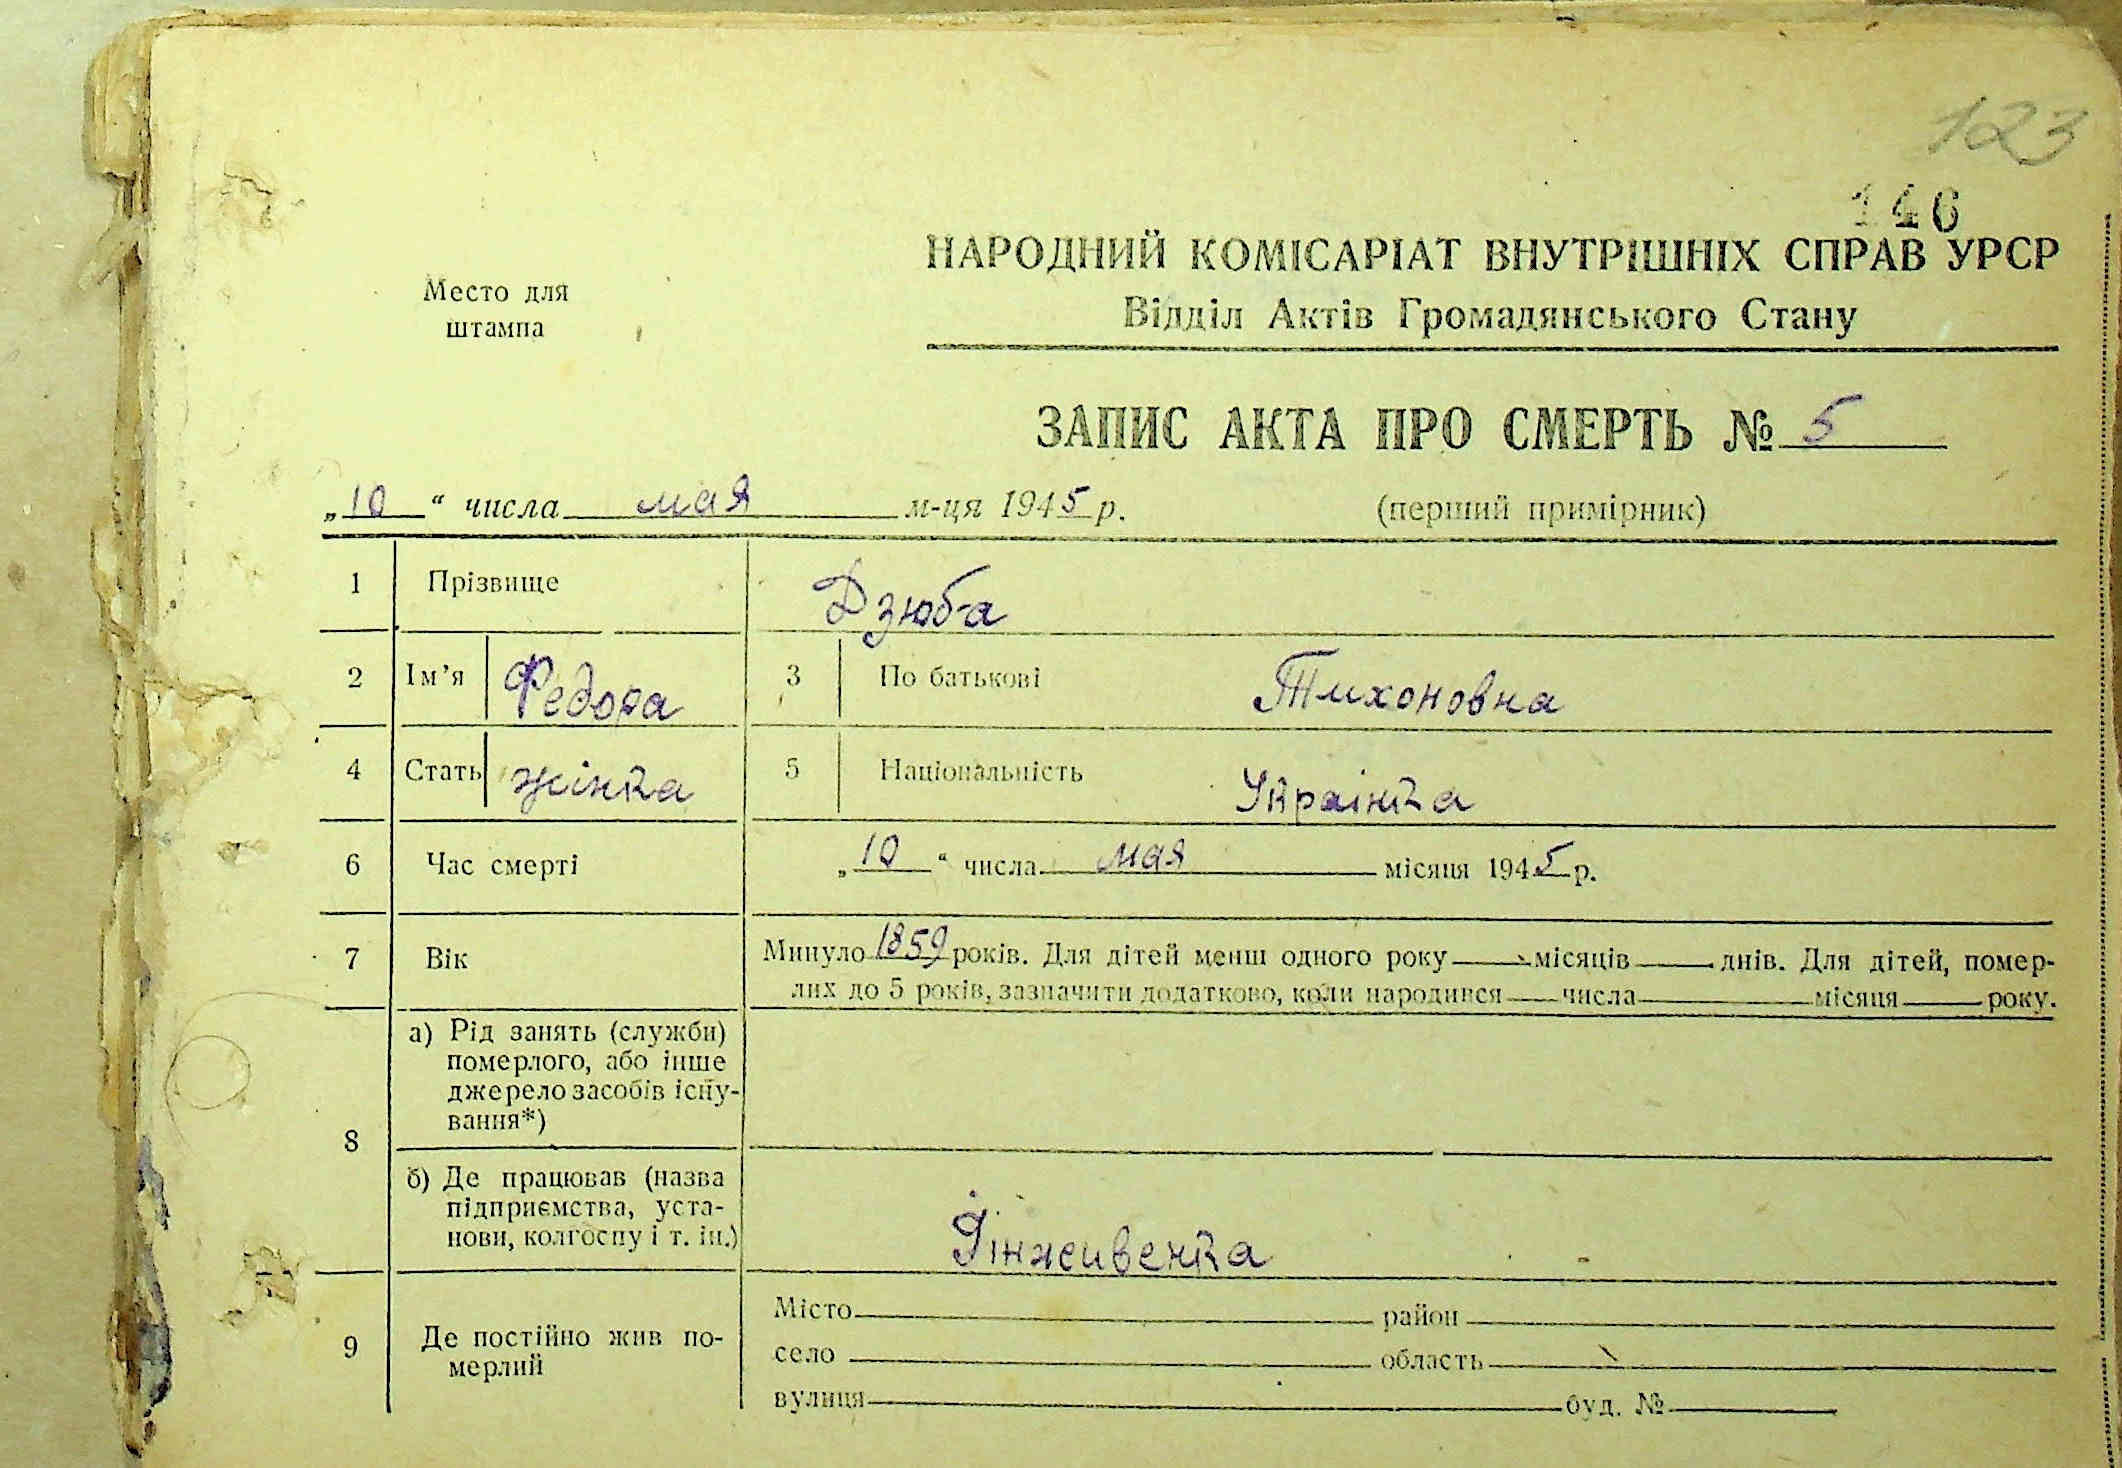 123
146
НАРОДНИЙ КОМІСАРІАТ ВНУТРІШНІХ СПРАВ УРСР
Место для штампа
Відділ Актів Громадянського Стану
ЗАПИС АКТА ПРО СМЕРТЬ № 5
„10“ числа мая м-ця 1945 р. (перший примірник)
1 Прізвище Дзюба
2 Ім’я Федора 3 По батькові Тихоновна
4 Стать жінка 5 Національність Українка
6 Час смерті „10“ числа мая місяця 1945 р.
7 Вік Минуло 1859 років. Для дітей менш одного року місяців днів. Для дітей, помер-
лих до 5 років, зазначити додатково, коли народився числа місяця року.
8 а) Рід занять (служби)
померлого, або інше
джерело засобів існу-
вання*)
б) Де працював (назва
підприємства, уста-
нови, колгоспу і т. ін.)
9 Де постійно жив по-
мерлий
Місто район
село область
вулиця буд. №